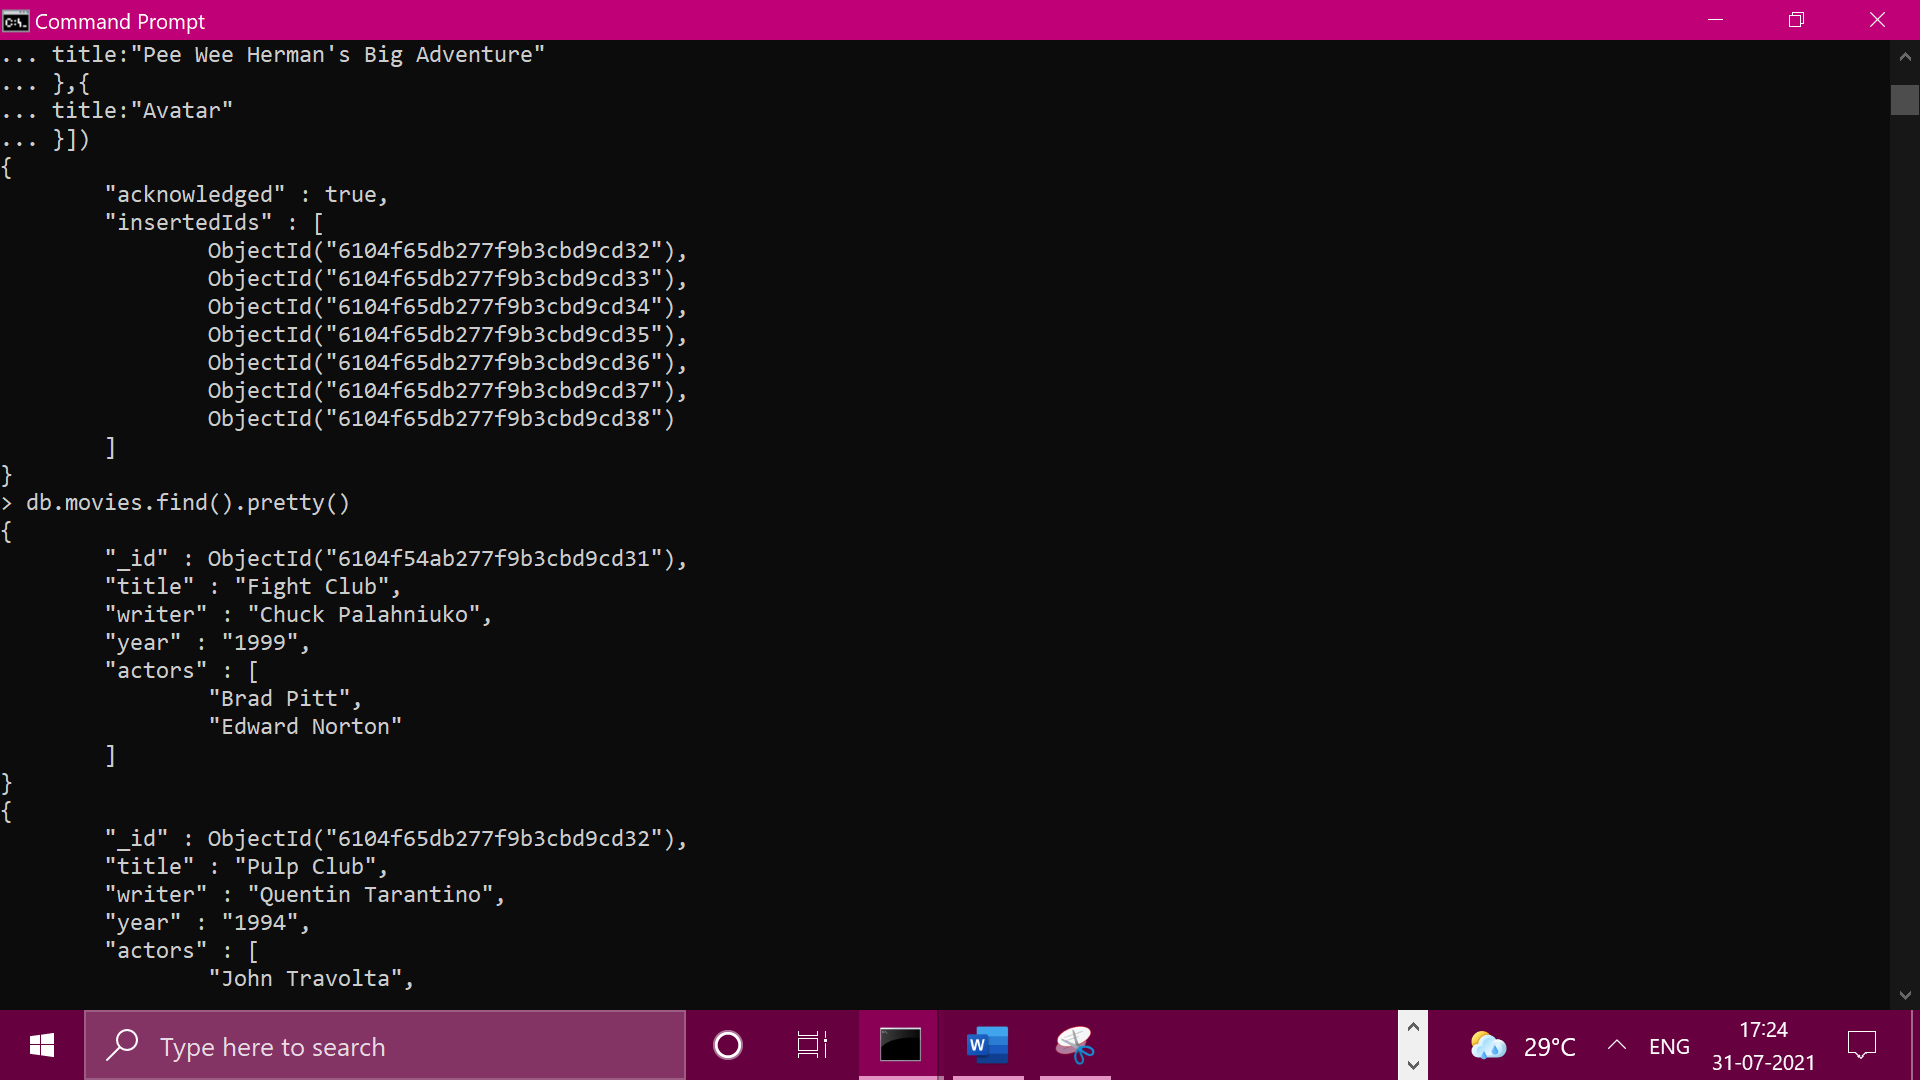 Command Prompt
... title:"Pee Wee Herman's Big Adventure"
... },{
... title:"Avatar"
... }])
{
        "acknowledged" : true,
        "insertedIds" : [
                ObjectId("6104f65db277f9b3cbd9cd32"),
                ObjectId("6104f65db277f9b3cbd9cd33"),
                ObjectId("6104f65db277f9b3cbd9cd34"),
                ObjectId("6104f65db277f9b3cbd9cd35"),
                ObjectId("6104f65db277f9b3cbd9cd36"),
                ObjectId("6104f65db277f9b3cbd9cd37"),
                ObjectId("6104f65db277f9b3cbd9cd38")
        ]
}
> db.movies.find().pretty()
{
        "_id" : ObjectId("6104f54ab277f9b3cbd9cd31"),
        "title" : "Fight Club",
        "writer" : "Chuck Palahniuko",
        "year" : "1999",
        "actors" : [
                "Brad Pitt",
                "Edward Norton"
        ]
}
{
        "_id" : ObjectId("6104f65db277f9b3cbd9cd32"),
        "title" : "Pulp Club",
        "writer" : "Quentin Tarantino",
        "year" : "1994",
        "actors" : [
                "John Travolta",
Type here to search
W
29°C
ENG
17:24
31-07-2021